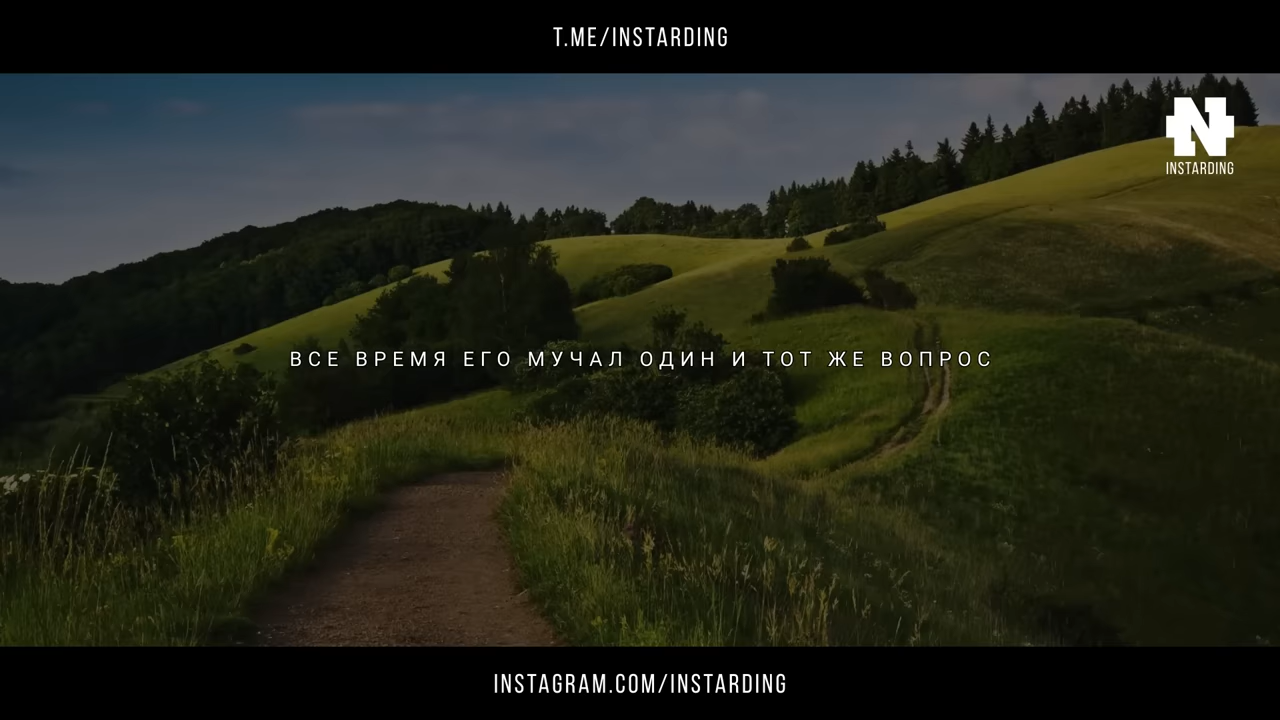 T.ME/INSTARDING
N
INSTARDING
ВСЕ ВРЕМЯ ЕГО МУЧАЛ ОДИН И ТОТ ЖЕ ВОПРОС
INSTAGRAM.COM/INSTARDING